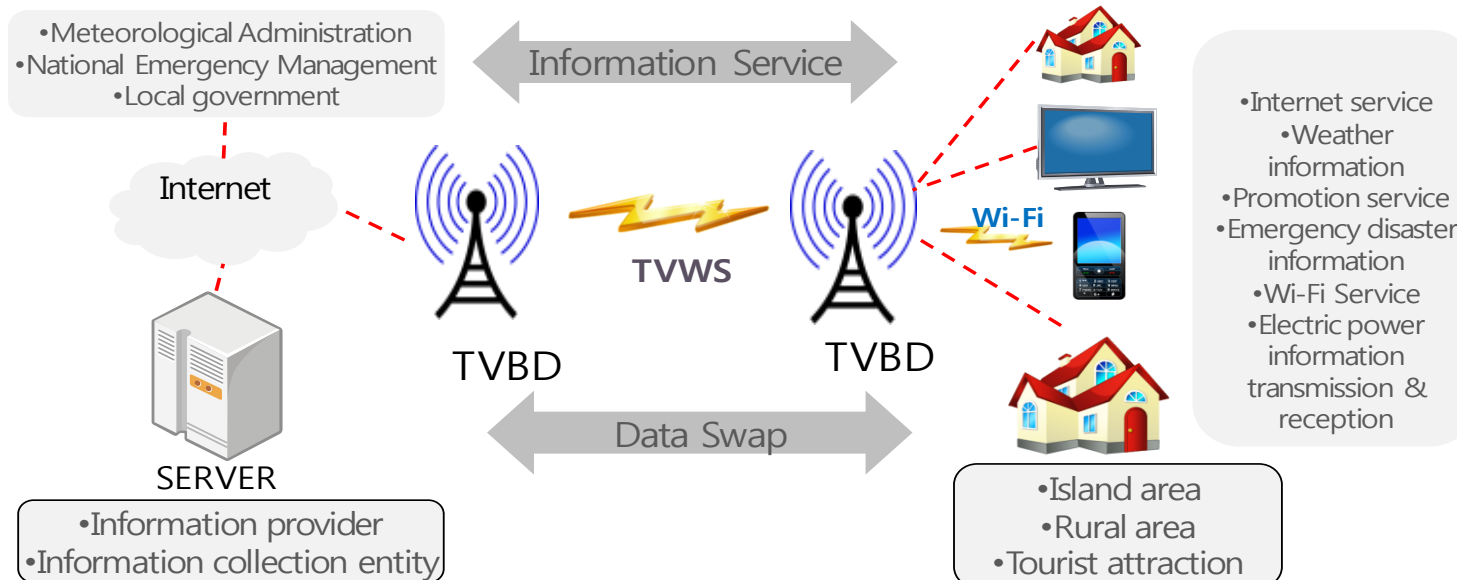 •Meteorological Administration
•National Emergency Management
•Local government
Information Service
Internet
TVBD
TVWS
TVBD
Wi-Fi
•Internet service
•Weather
information
•Promotion service
•Emergency disaster
information
•Wi-Fi Service
•Electric power
information
transmission &
reception
SERVER
•Information provider
•Information collection entity
Data Swap
•Island area
•Rural area
•Tourist attraction